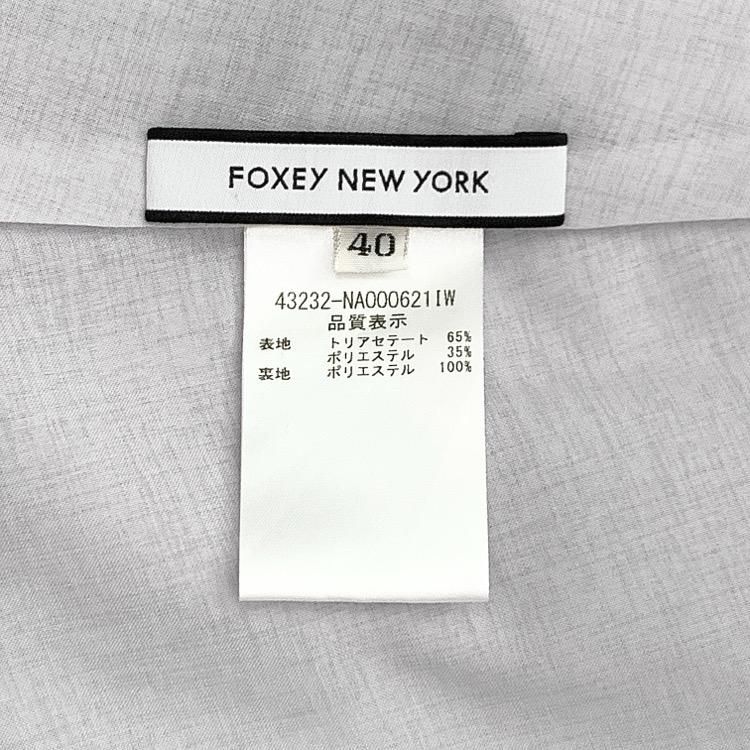 FOXEY NEW YORK
40
43232-NA000621IW
品質表示
表地 トリアセテート 65%
ポリエステル 35%
裏地 ポリエステル 100%